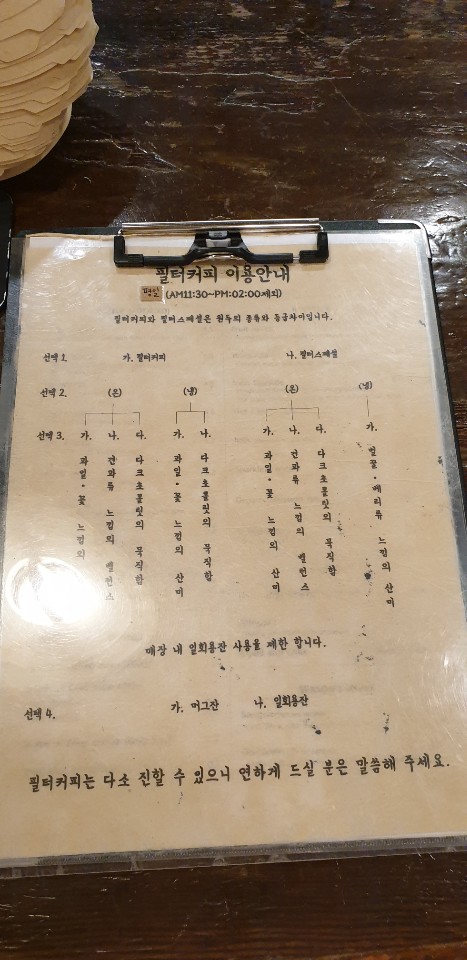 필터커피 이용안내
평일 (AM11:30~PM:02:00제외)
필터커피와 필터스페셜은 원두의 종류와 등급차이입니다.
선택 1. 가. 필터커피 나. 필터스페셜
선택 2. (온) (냉) (온) (냉)
선택 3. 가. 나. 다. 가. 나. 가. 나. 다. 가.
과일·꽃 느낌의
견과류 느낌의 밸런스
다크초콜릿의 묵직함
과일·꽃 느낌의 산미
다크초콜릿의 묵직함
과일·꽃 느낌의 산미
견과류 느낌의 밸런스
다크초콜릿의 묵직함
벌꿀·베리류 느낌의 산미
매장 내 일회용잔 사용을 제한 합니다.
선택 4. 가. 머그잔 나. 일회용잔
필터커피는 다소 진할 수 있으니 연하게 드실 분은 말씀해 주세요.